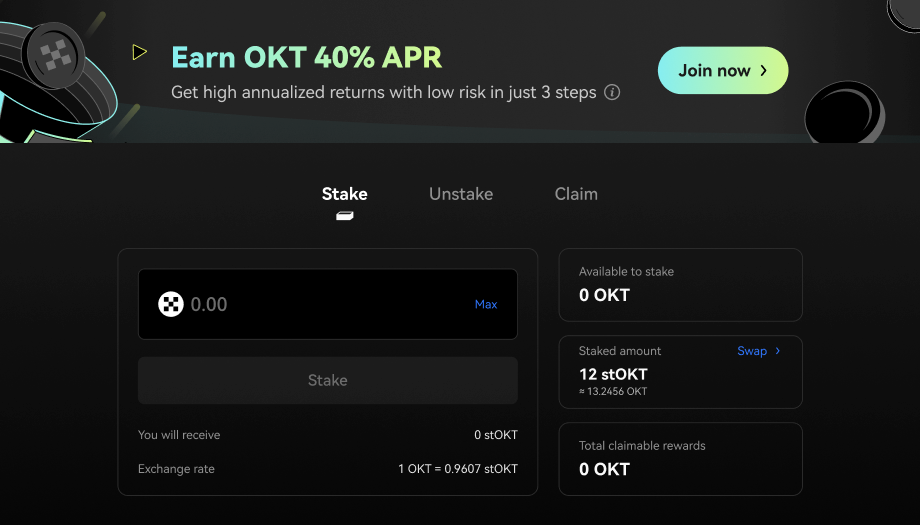 Earn OKT 40% APR
Get high annualized returns with low risk in just 3 steps
Join now
Stake Unstake Claim
0.00 Max
Stake
You will receive 0 stOKT
Exchange rate 1 OKT = 0.9607 stOKT
Available to stake
0 OKT
Staked amount Swap
12 stOKT
≈ 13.2456 OKT
Total claimable rewards
0 OKT